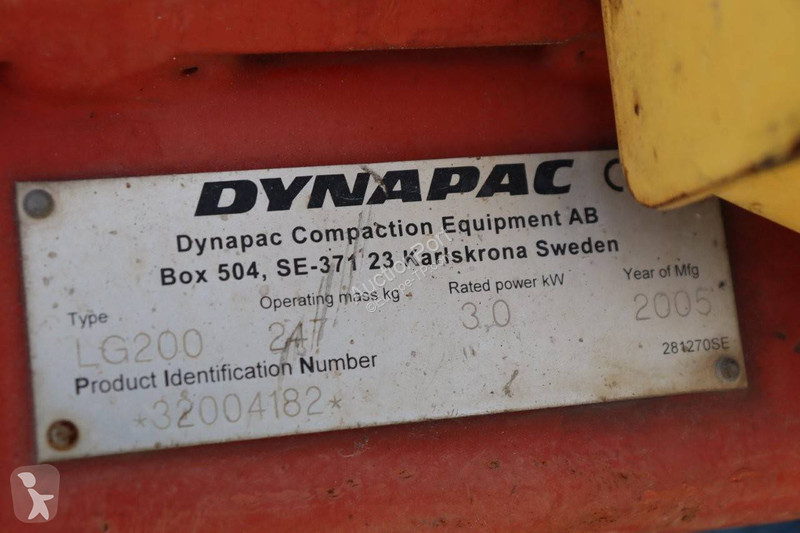 DYNAPAC C
Dynapac Compaction Equipment AB
Box 504, SE-371 23 Karlskrona Sweden
Type Operating mass kg Rated power kW Year of Mfg
LG200 247 3.0 2005
Product Identification Number 281270SE
*32004182*